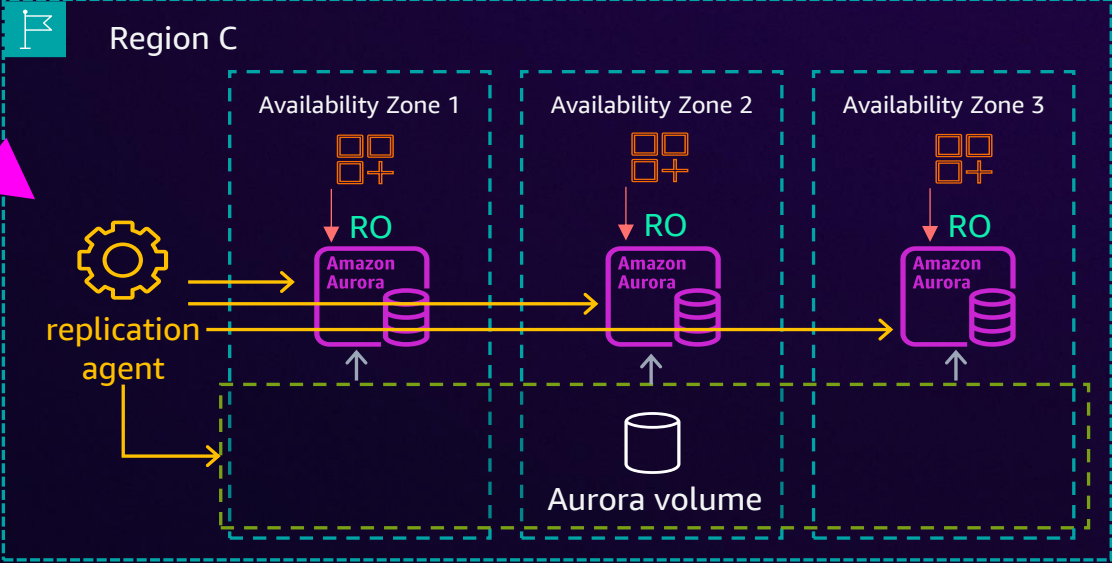 Region C
Availability Zone 1
Availability Zone 2
Availability Zone 3
RO
RO
RO
Amazon
Aurora
Amazon
Aurora
Amazon
Aurora
replication
agent
Aurora volume